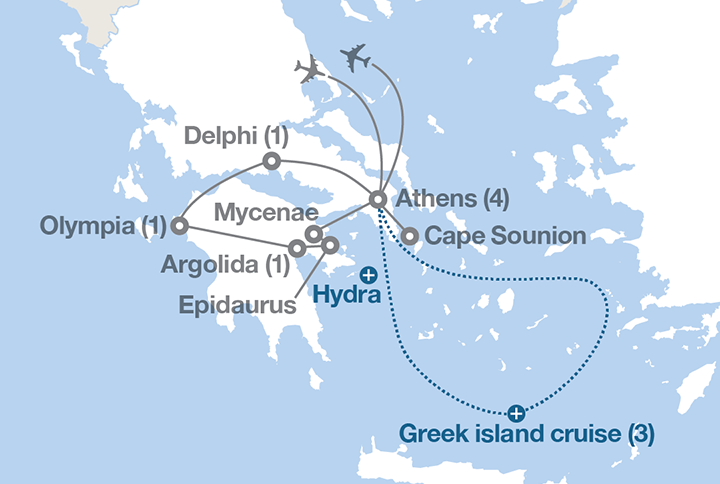 Delphi (1)
Athens (4)
Mycenae
Olympia (1)
Cape Sounion
Argolida (1)
Hydra
Epidaurus
Greek island cruise (3)